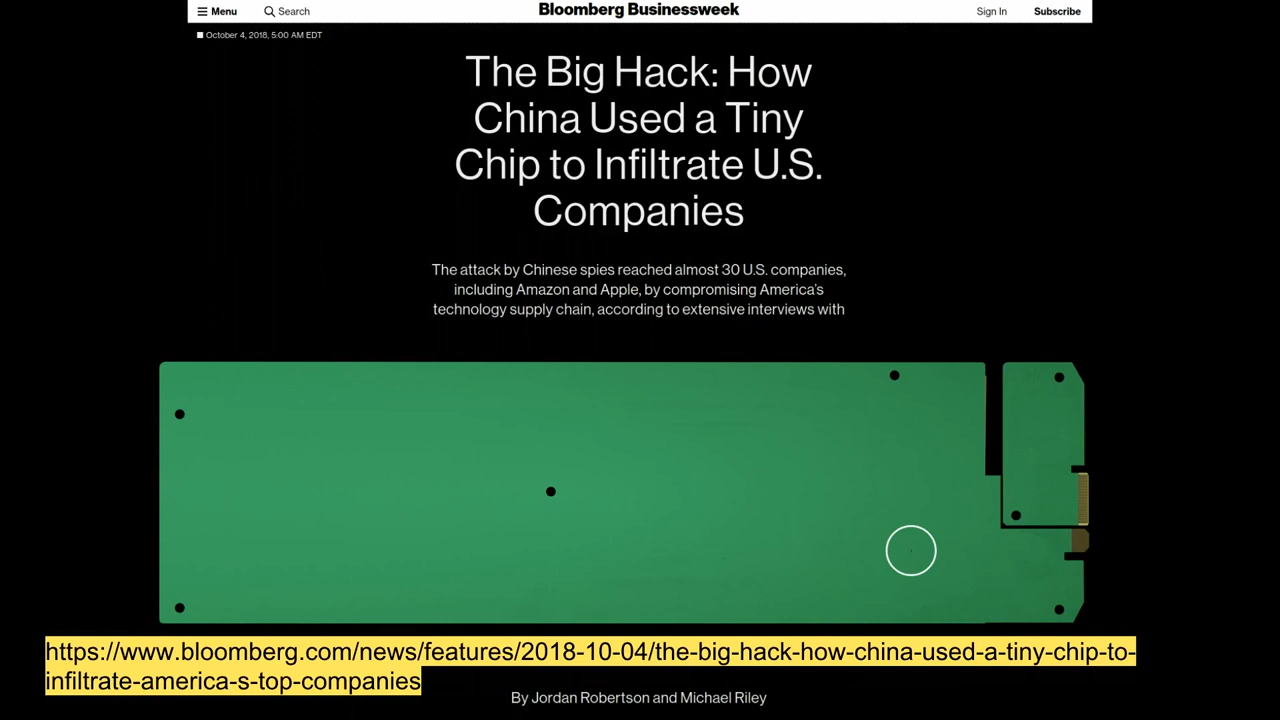 Menu
Search
Bloomberg Businessweek
Sign In
Subscribe
October 4, 2018, 5:00 AM EDT
The Big Hack: How
China Used a Tiny
Chip to Infiltrate U.S.
Companies
The attack by Chinese spies reached almost 30 U.S. companies,
including Amazon and Apple, by compromising America's
technology supply chain, according to extensive interviews with
https://www.bloomberg.com/news/features/2018-10-04/the-big-hack-how-china-used-a-tiny-chip-to-
infiltrate-america-s-top-companies
By Jordan Robertson and Michael Riley